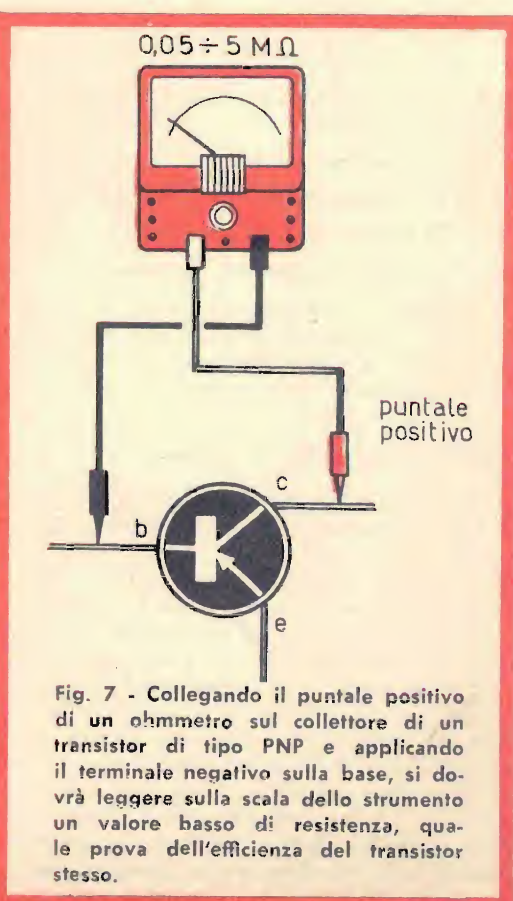 0,05÷5 MΩ
puntale
positivo
c
b
e
Fig. 7 - Collegando il puntale positivo
di un ohmmetro sul collettore di un
transistor di tipo PNP e applicando
il terminale negativo sulla base, si do-
vrà leggere sulla scala dello strumento
un valore basso di resistenza, qua-
le prova dell'efficienza del transistor
stesso.